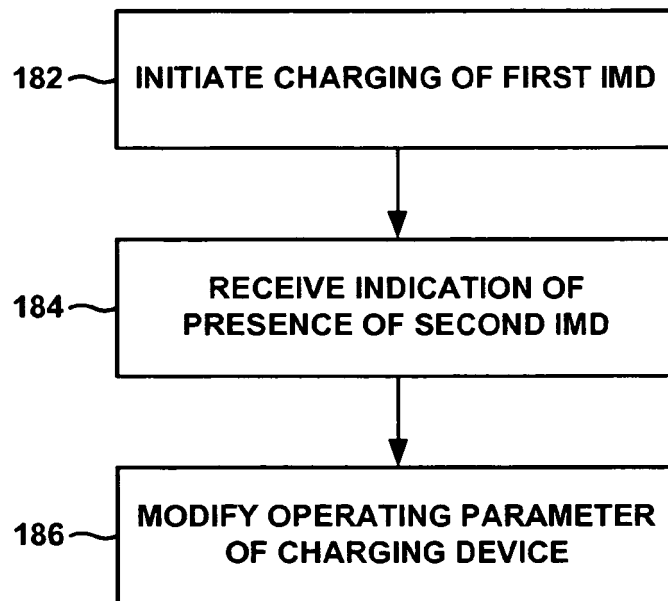 182
INITIATE CHARGING OF FIRST IMD
184
RECEIVE INDICATION OF
PRESENCE OF SECOND IMD
186
MODIFY OPERATING PARAMETER
OF CHARGING DEVICE